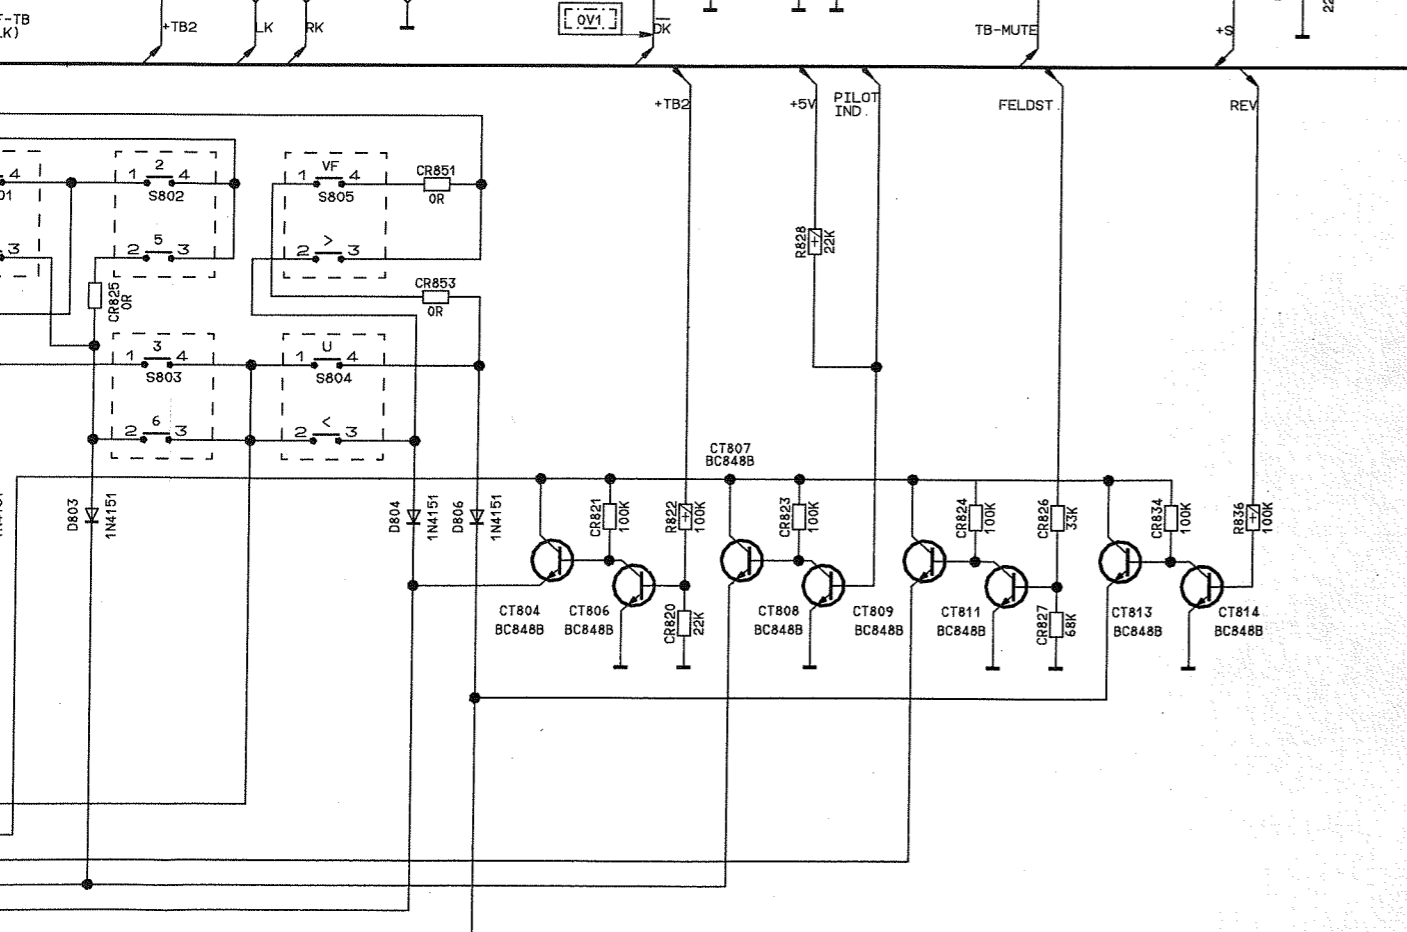 F-TB
K)
+TB2
LK
RK
0V1
DK
TB-MUTE
+S
22
+TB2
+5V
PILOT
IND.
FELDST.
REV
4
01
3
2
1 4
S802
5
2 3
VF
1 4
S805
>
2 3
CR851
0R
CR853
0R
CR825
0R
R828
22K
3
1 4
S803
6
2 3
U
1 4
S804
<
2 3
D803
1N4151
D804
1N4151
D806
1N4151
CT807
BC848B
CR821
100K
R822
100K
CR823
100K
CR824
100K
CR826
33K
CR834
100K
R836
100K
CT804
BC848B
CT806
BC848B
CR820
22K
CT808
BC848B
CT809
BC848B
CT811
BC848B
CR827
68K
CT813
BC848B
CT814
BC848B